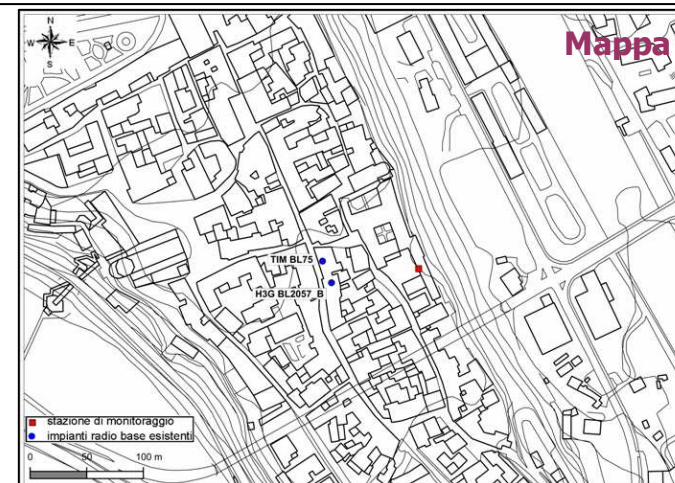 Mappa
N
W E
S
TIM BL75
H3G BL2057_B
stazione di monitoraggio
impianti radio base esistenti
0 50 100 m